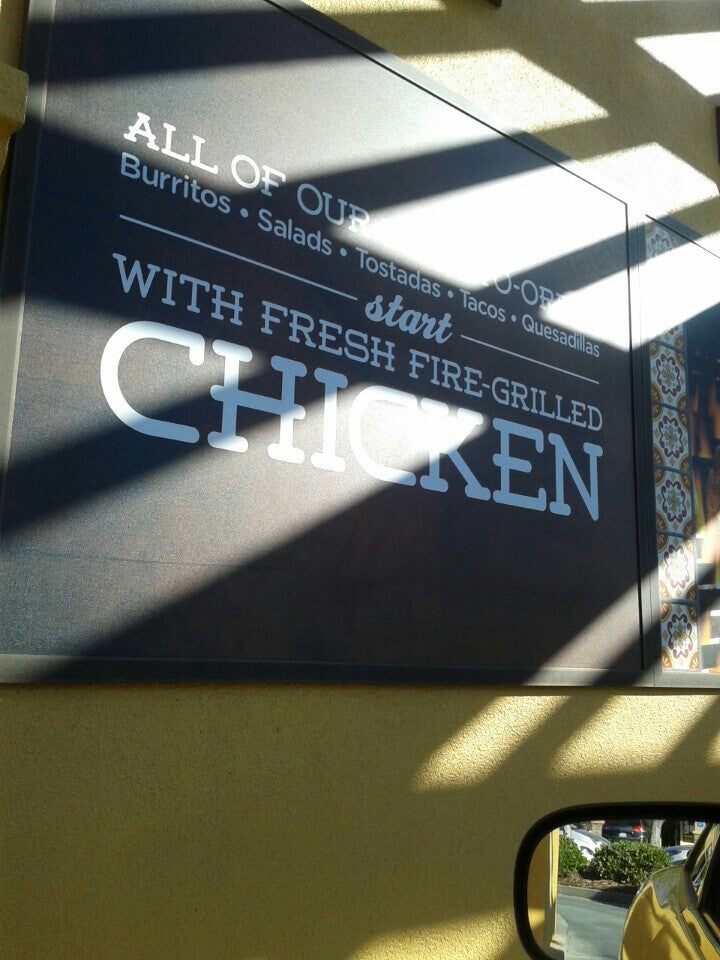 ALL OF OUR
Burritos • Salads • Tostadas • Tacos • Quesadillas
start
WITH FRESH FIRE-GRILLED
CHICKEN